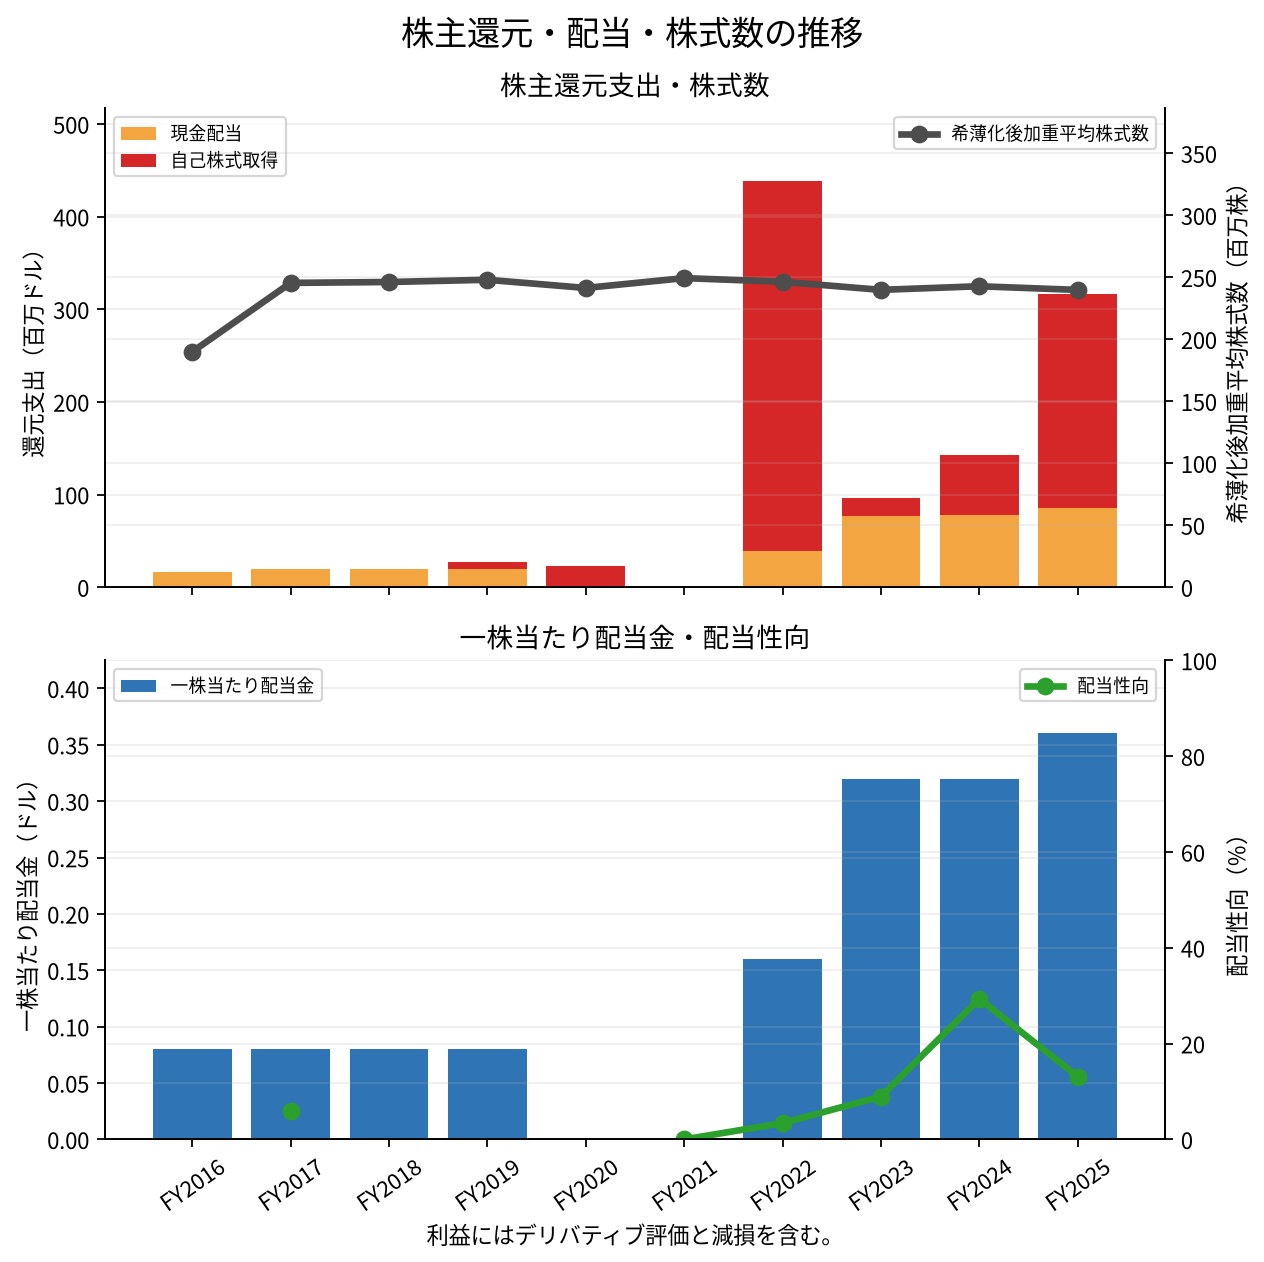 株主還元・配当・株式数の推移
株主還元支出・株式数
現金配当
自己株式取得
希薄化後加重平均株式数
500
400
300
200
100
0
還元支出（百万ドル）
350
300
250
200
150
100
50
0
希薄化後加重平均株式数（百万株）
一株当たり配当金・配当性向
一株当たり配当金
配当性向
0.40
0.35
0.30
0.25
0.20
0.15
0.10
0.05
0.00
一株当たり配当金（ドル）
100
80
60
40
20
0
配当性向（%）
FY2016
FY2017
FY2018
FY2019
FY2020
FY2021
FY2022
FY2023
FY2024
FY2025
利益にはデリバティブ評価と減損を含む。